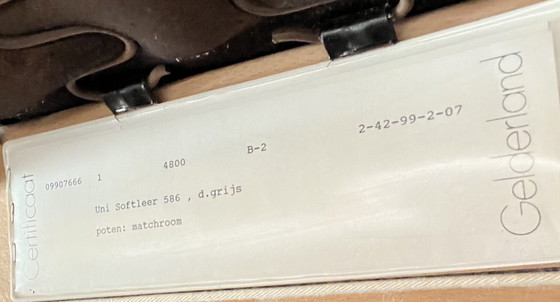 Certificaat
09907666 1 4800 B-2 2-42-99-2-07
Uni Softleer 586 , d.grijs
poten: matchroom
Gelderland